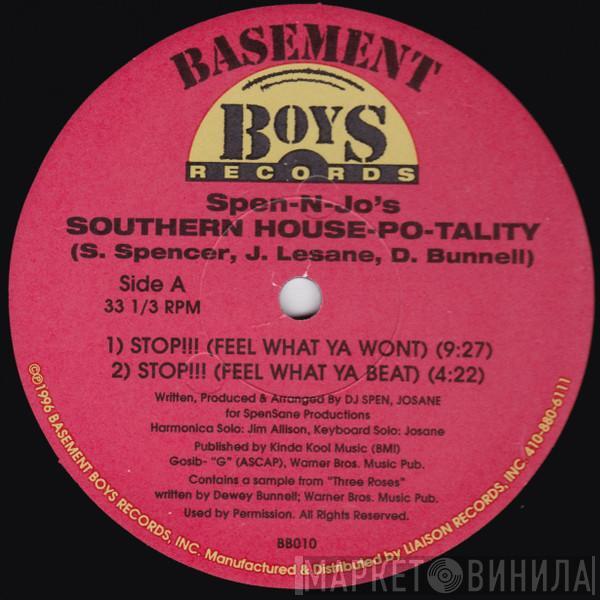 BASEMENT
BOYS
RECORDS
Spen-N-Jo's
SOUTHERN HOUSE-PO-TALITY
(S. Spencer, J. Lesane, D. Bunnell)
Side A
33 1/3 RPM
1) STOP!!! (FEEL WHAT YA WONT) (9:27)
2) STOP!!! (FEEL WHAT YA BEAT) (4:22)
Written, Produced & Arranged By DJ SPEN, JOSANE
for SpenSane Productions
Harmonica Solo: Jim Allison, Keyboard Solo: Josane
Published by Kinda Kool Music (BMI)
Gosib- "G" (ASCAP), Warner Bros. Music Pub.
Contains a sample from "Three Roses"
written by Dewey Bunnell; Warner Bros. Music Pub.
Used by Permission. All Rights Reserved.
BB010
©℗1996 BASEMENT BOYS RECORDS, INC. Manufactured & Distributed by LIAISON RECORDS, INC. 410-880-6111
МАРКЕТ ВИНИЛА